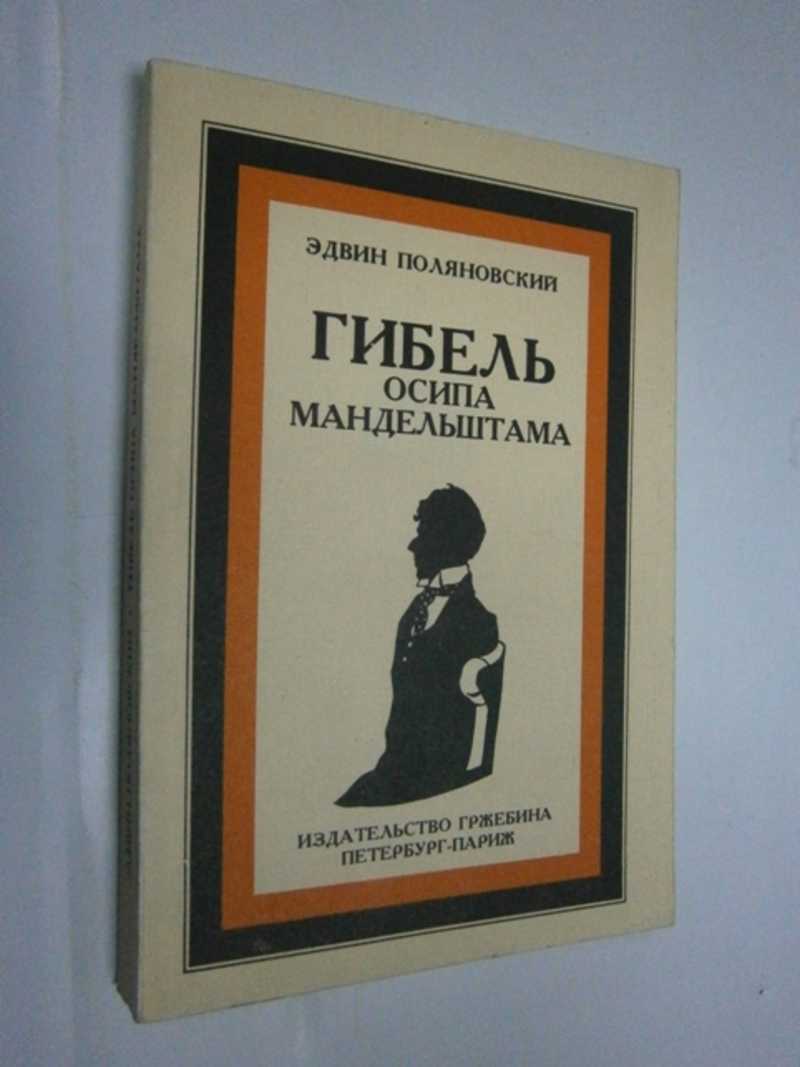 ЭДВИН ПОЛЯНОВСКИЙ
ГИБЕЛЬ
ОСИПА
МАНДЕЛЬШТАМА
ИЗДАТЕЛЬСТВО ГРЖЕБИНА
ПЕТЕРБУРГ-ПАРИЖ